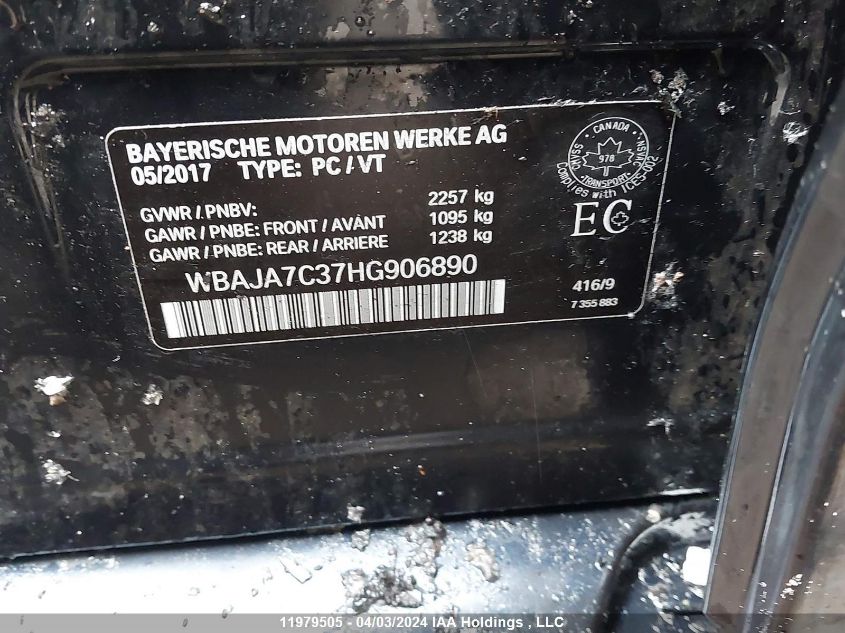 BAYERISCHE MOTOREN WERKE AG
05/2017 TYPE: PC / VT
GVWR / PNBV: 2257 kg
GAWR / PNBE: FRONT / AVANT 1095 kg
GAWR / PNBE: REAR / ARRIERE 1238 kg
WBAJA7C37HG906890
CANADA
978
TRANSPORT
Complies with ICES-002
EC
416/9
7 355 883
11979505 - 04/03/2024 IAA Holdings , LLC